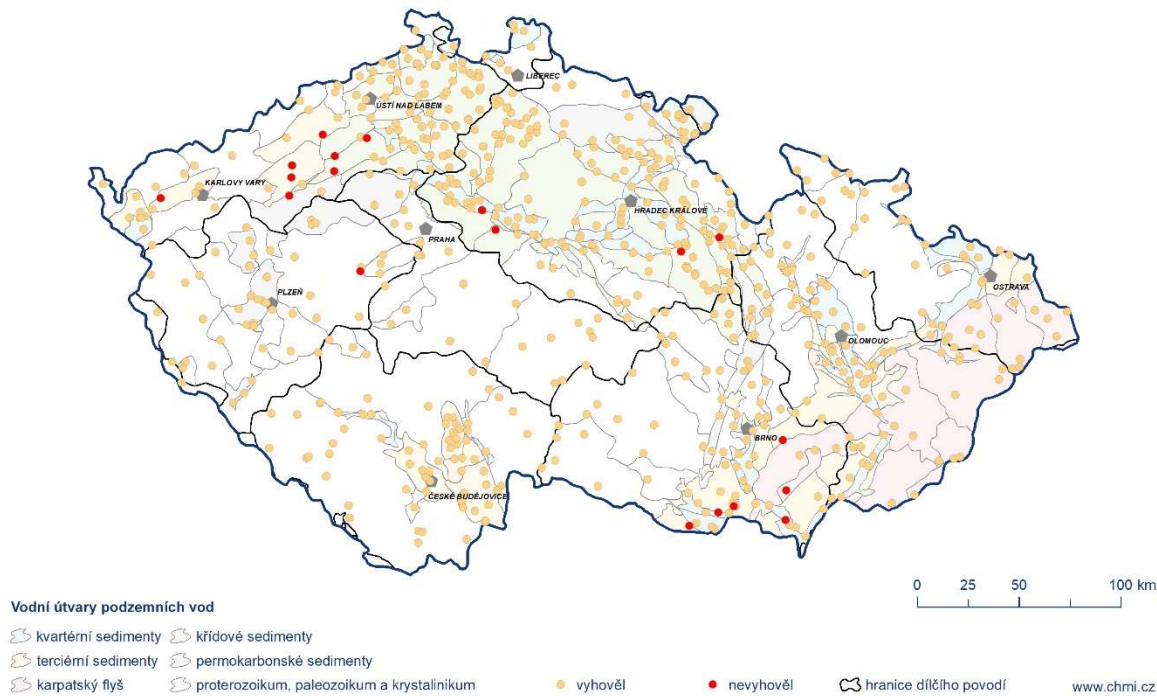 LIBEREC
ÚSTÍ NAD LABEM
KARLOVY VARY
HRADEC KRÁLOVÉ
PRAHA
PLZEŇ
OSTRAVA
OLOMOUC
BRNO
ČESKÉ BUDĚJOVICE
0 25 50 100 km
Vodní útvary podzemních vod
kvartérní sedimenty křídové sedimenty
terciérní sedimenty permokarbonské sedimenty
karpatský flyš proterozoikum, paleozoikum a krystalinikum vyhověl nevyhověl hranice dílčího povodí www.chmi.cz